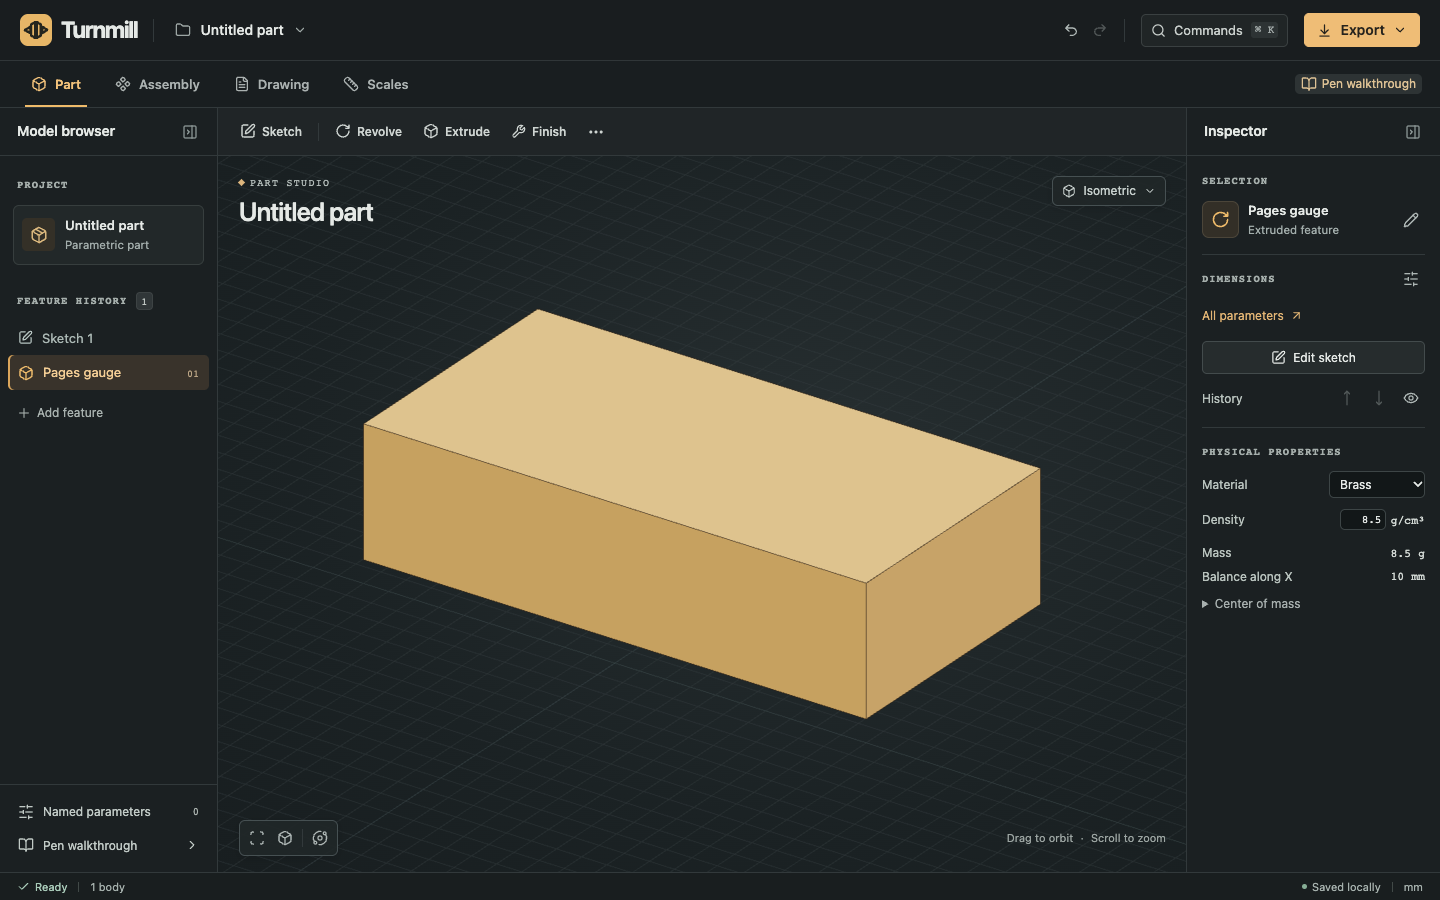 Turnmill
Untitled part
Commands ⌘ K
Export
Part
Assembly
Drawing
Scales
Pen walkthrough
Model browser
Sketch
Revolve
Extrude
Finish
Inspector
PROJECT
Untitled part
Parametric part
FEATURE HISTORY 1
Sketch 1
Pages gauge 01
Add feature
Named parameters 0
Pen walkthrough
PART STUDIO
Untitled part
Isometric
Drag to orbit · Scroll to zoom
SELECTION
Pages gauge
Extruded feature
DIMENSIONS
All parameters
Edit sketch
History
PHYSICAL PROPERTIES
Material Brass
Density 8.5 g/cm³
Mass 8.5 g
Balance along X 10 mm
Center of mass
Ready
1 body
Saved locally
mm